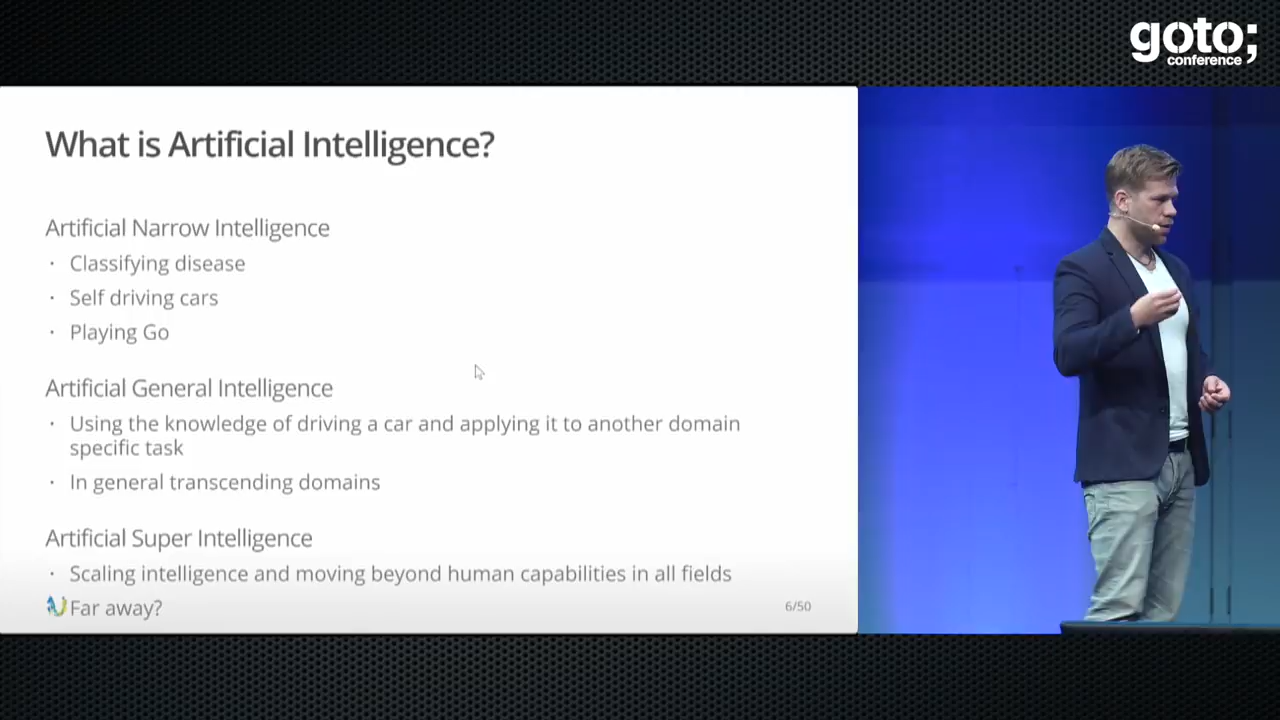 goto;
conference
What is Artificial Intelligence?
Artificial Narrow Intelligence
· Classifying disease
· Self driving cars
· Playing Go
Artificial General Intelligence
· Using the knowledge of driving a car and applying it to another domain
specific task
· In general transcending domains
Artificial Super Intelligence
· Scaling intelligence and moving beyond human capabilities in all fields
Far away?
6/50